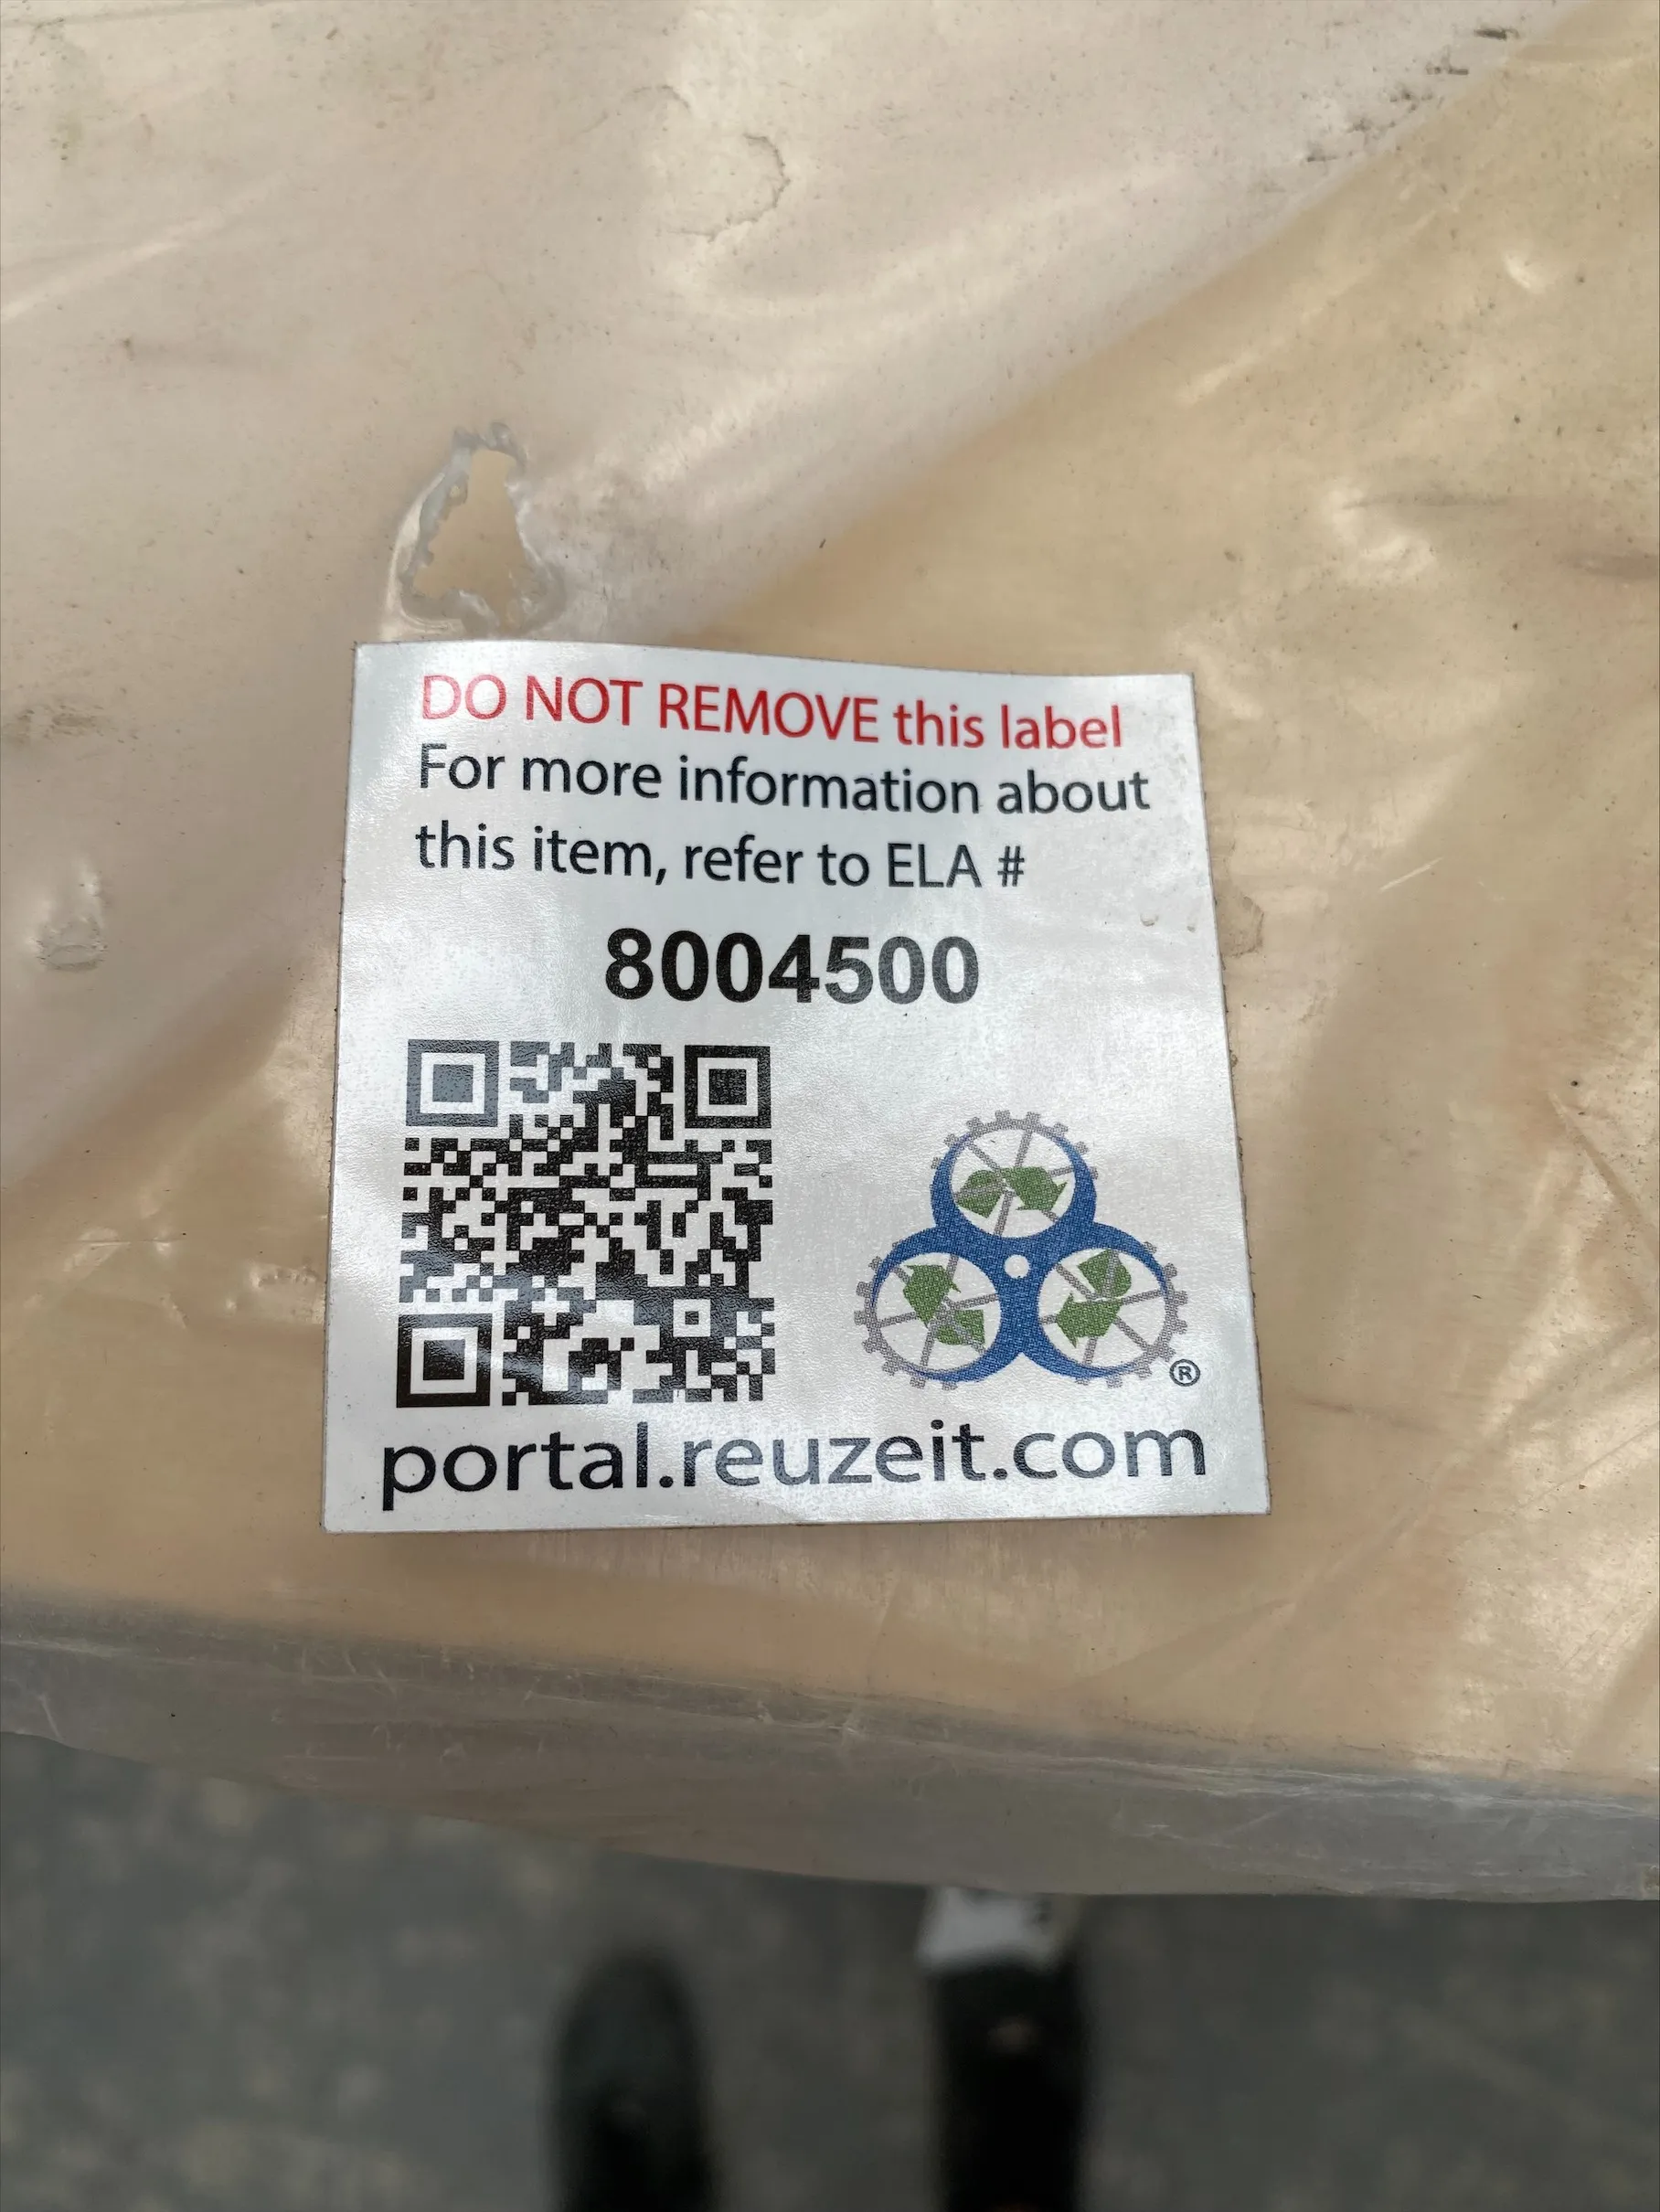 DO NOT REMOVE this label
For more information about
this item, refer to ELA #
8004500
®
portal.reuzeit.com